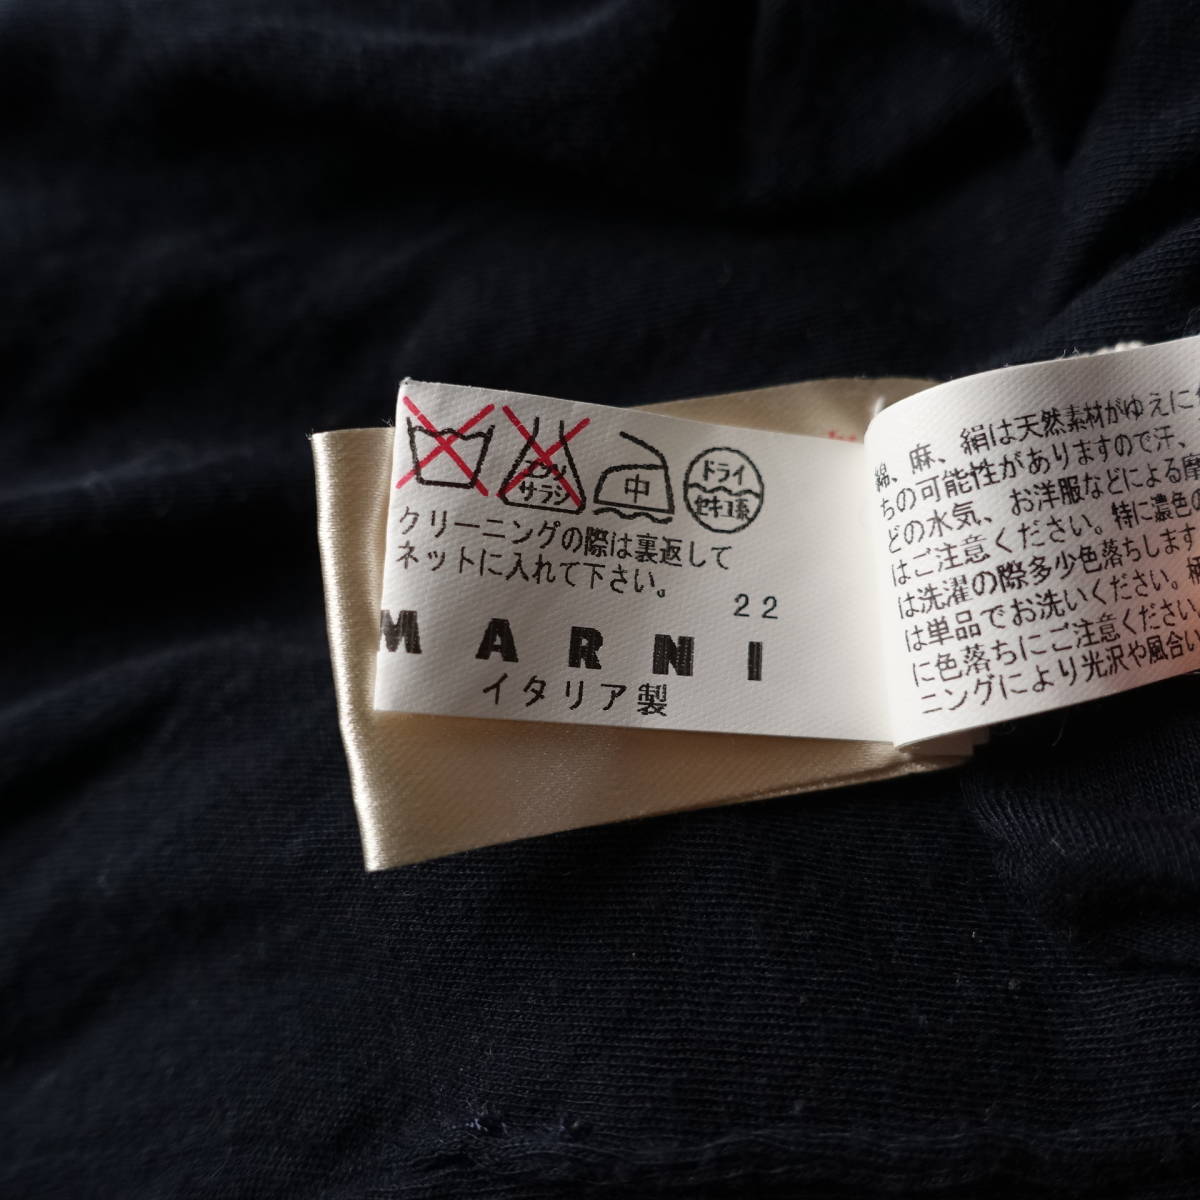 エンソ
サラシ
中
ドライ
セキユ系
クリーニングの際は裏返して
ネットに入れて下さい。
22
MARNI
イタリア製
綿、麻、絹は天然素材がゆえに
ちの可能性がありますので汗、
どの水気、お洋服などによる摩
はご注意ください。特に濃色の
は洗濯の際多少色落ちします
は単品でお洗いください。
に色落ちにご注意ください
ニングにより光沢や風合い